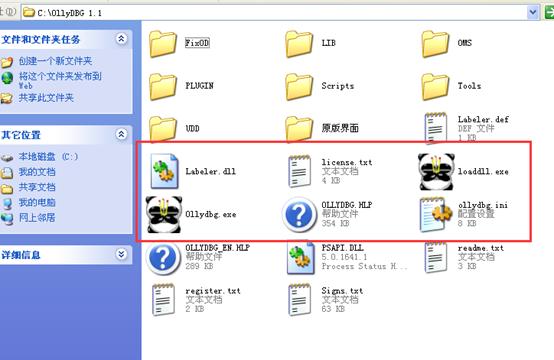 址(D)
C:\OllyDBG 1.1
文件和文件夹任务
创建一个新文件夹
将这个文件夹发布到
Web
共享此文件夹
其它位置
本地磁盘 (C:)
我的文档
共享文档
我的电脑
网上邻居
详细信息
FixOD
LIB
OMS
PLUGIN
Scripts
Tools
UDD
原版界面
Labeler.def
DEF 文件
1 KB
Labeler.dll
license.txt
文本文档
4 KB
loaddll.exe
Ollydbg.exe
OLLYDBG.HLP
帮助文件
354 KB
ollydbg.ini
配置设置
8 KB
OLLYDBG_EN.HLP
帮助文件
289 KB
PSAPI.DLL
5.0.1641.1
Process Status H...
readme.txt
文本文档
3 KB
register.txt
文本文档
2 KB
Signs.txt
文本文档
63 KB